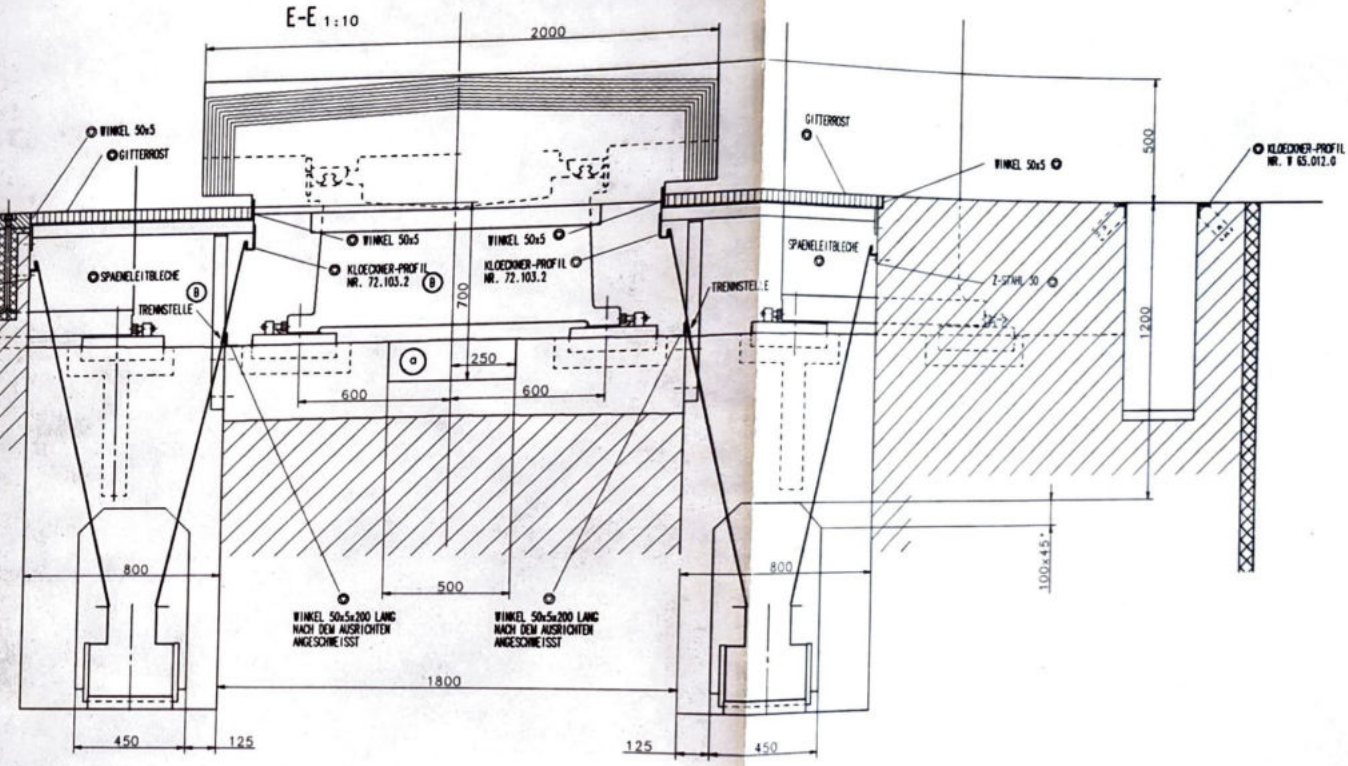 E-E 1:10
2000
WINKEL 50x5
GITTERROST
GITTERROST
500
KLOECKNER-PROFIL
NR. W 65.012.0
WINKEL 50x5
WINKEL 50x5
WINKEL 50x5
SPAENELEITBLECHE
KLOECKNER-PROFIL
NR. 72.103.2
B
KLOECKNER-PROFIL
NR. 72.103.2
SPAENELEITBLECHE
B
TRENNSTELLE
700
TRENNSTELLE
Z-STAHL 50
1200
a
250
600
600
100x45°
800
500
800
WINKEL 50x5x200 LANG
NACH DEM AUSRICHTEN
ANGESCHWEISST
WINKEL 50x5x200 LANG
NACH DEM AUSRICHTEN
ANGESCHWEISST
1800
450
125
125
450